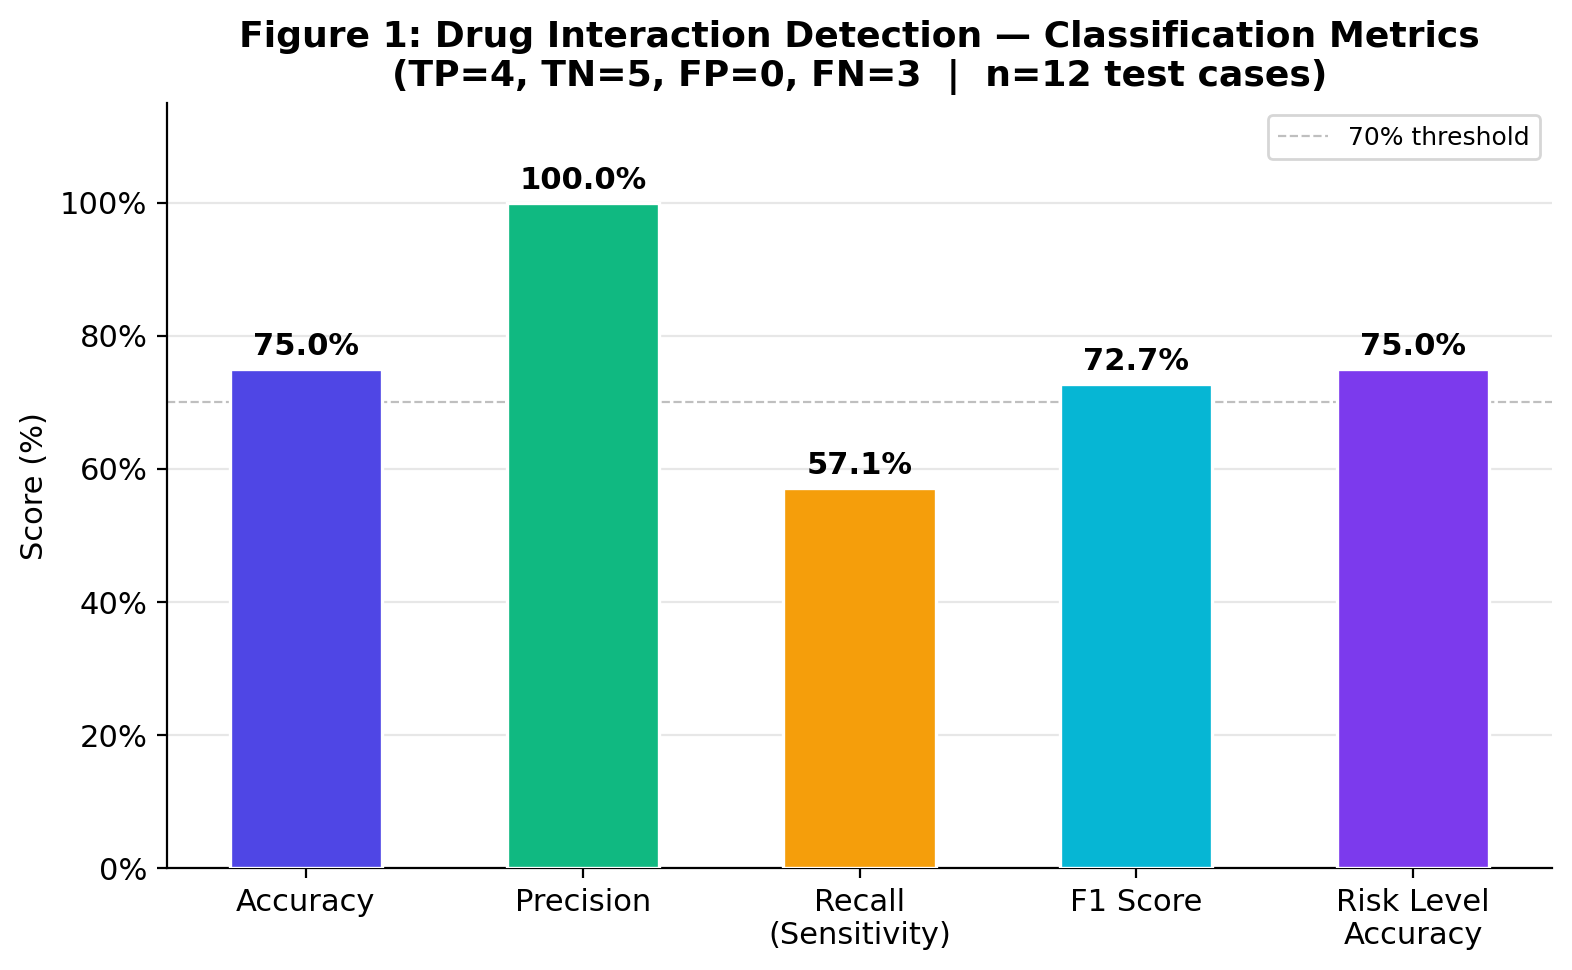 Figure 1: Drug Interaction Detection — Classification Metrics
(TP=4, TN=5, FP=0, FN=3 | n=12 test cases)
70% threshold
Score (%)
100%
80%
60%
40%
20%
0%
75.0%
100.0%
57.1%
72.7%
75.0%
Accuracy
Precision
Recall
(Sensitivity)
F1 Score
Risk Level
Accuracy